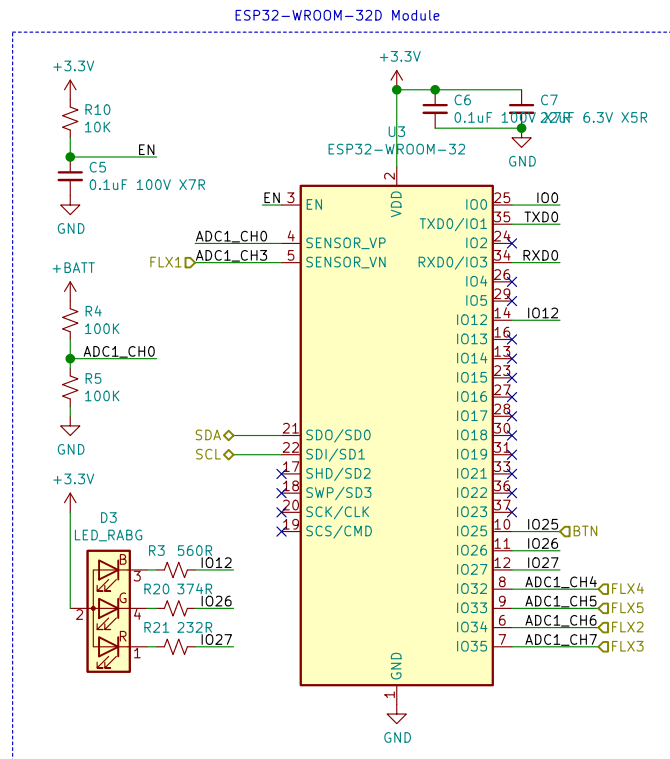 ESP32-WROOM-32D Module
+3.3V
R10
10K
EN
C5
0.1uF 100V X7R
GND
+BATT
R4
100K
ADC1_CH0
R5
100K
GND
+3.3V
D3
LED_RABG
B
3
R3 560R
IO12
2
G
4
R20 374R
IO26
R
1
R21 232R
IO27
+3.3V
C6
0.1uF 100V X7R
C7
22uF 6.3V X5R
GND
U3
ESP32-WROOM-32
2
VDD
EN 3 EN
ADC1_CH0 4 SENSOR_VP
FLX1 ADC1_CH3 5 SENSOR_VN
SDA 21 SDO/SD0
SCL 22 SDI/SD1
17 SHD/SD2
18 SWP/SD3
20 SCK/CLK
19 SCS/CMD
IO0 25 IO0
TXD0/IO1 35 TXD0
IO2 24
RXD0/IO3 34 RXD0
IO4 26
IO5 29
IO12 14 IO12
IO13 16
IO14 13
IO15 23
IO16 27
IO17 28
IO18 30
IO19 31
IO21 33
IO22 36
IO23 37
IO25 10 IO25 BTN
IO26 11 IO26
IO27 12 IO27
IO32 8 ADC1_CH4 FLX4
IO33 9 ADC1_CH5 FLX5
IO34 6 ADC1_CH6 FLX2
IO35 7 ADC1_CH7 FLX3
GND
1
GND